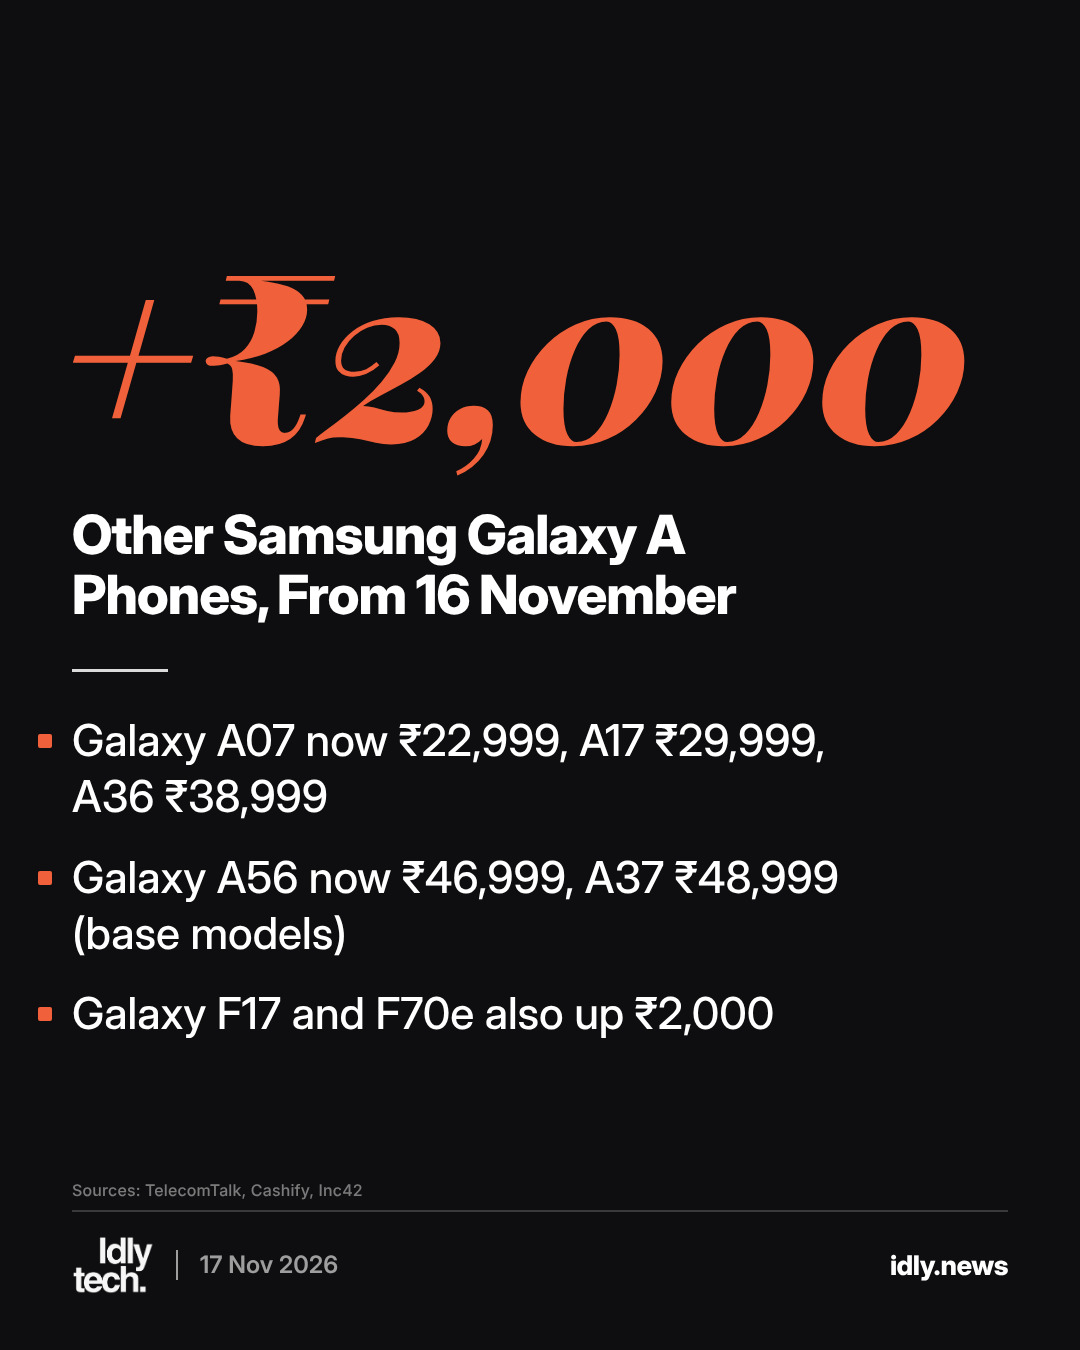 +₹2,000
Other Samsung Galaxy A
Phones, From 16 November
Galaxy A07 now ₹22,999, A17 ₹29,999,
A36 ₹38,999
Galaxy A56 now ₹46,999, A37 ₹48,999
(base models)
Galaxy F17 and F70e also up ₹2,000
Sources: TelecomTalk, Cashify, Inc42
Idly
tech.
17 Nov 2026
idly.news